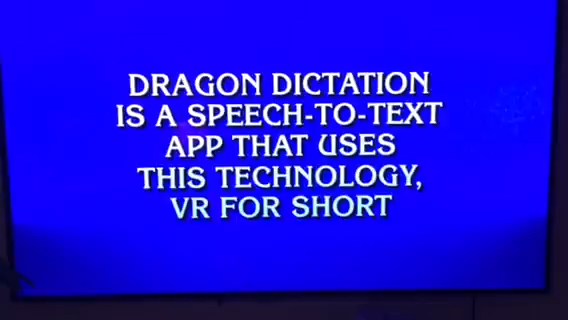 DRAGON DICTATION
IS A SPEECH-TO-TEXT
APP THAT USES
THIS TECHNOLOGY,
VR FOR SHORT